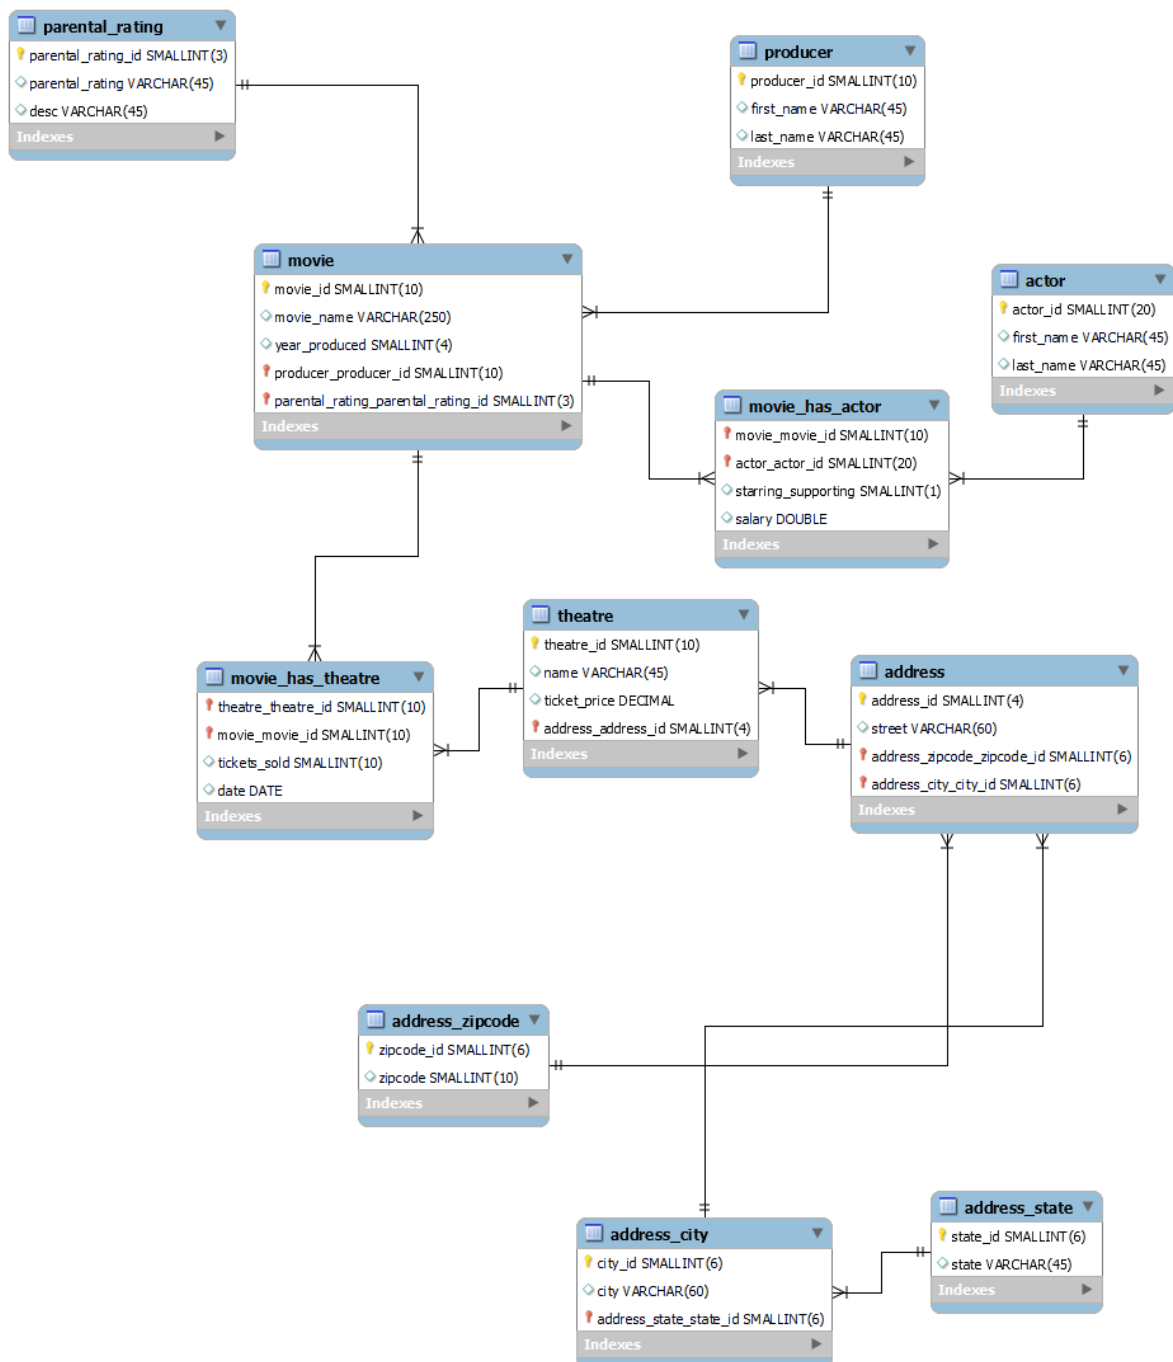 parental_rating
parental_rating_id SMALLINT(3)
parental_rating VARCHAR(45)
desc VARCHAR(45)
Indexes
producer
producer_id SMALLINT(10)
first_name VARCHAR(45)
last_name VARCHAR(45)
Indexes
movie
movie_id SMALLINT(10)
movie_name VARCHAR(250)
year_produced SMALLINT(4)
producer_producer_id SMALLINT(10)
parental_rating_parental_rating_id SMALLINT(3)
Indexes
actor
actor_id SMALLINT(20)
first_name VARCHAR(45)
last_name VARCHAR(45)
Indexes
movie_has_actor
movie_movie_id SMALLINT(10)
actor_actor_id SMALLINT(20)
starring_supporting SMALLINT(1)
salary DOUBLE
Indexes
theatre
theatre_id SMALLINT(10)
name VARCHAR(45)
ticket_price DECIMAL
address_address_id SMALLINT(4)
Indexes
movie_has_theatre
theatre_theatre_id SMALLINT(10)
movie_movie_id SMALLINT(10)
tickets_sold SMALLINT(10)
date DATE
Indexes
address
address_id SMALLINT(4)
street VARCHAR(60)
address_zipcode_zipcode_id SMALLINT(6)
address_city_city_id SMALLINT(6)
Indexes
address_zipcode
zipcode_id SMALLINT(6)
zipcode SMALLINT(10)
Indexes
address_city
city_id SMALLINT(6)
city VARCHAR(60)
address_state_state_id SMALLINT(6)
Indexes
address_state
state_id SMALLINT(6)
state VARCHAR(45)
Indexes